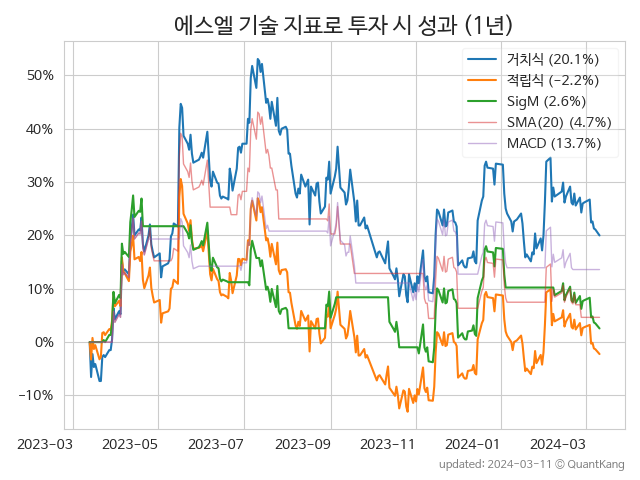 에스엘 기술 지표로 투자 시 성과 (1년)
거치식 (20.1%)
적립식 (-2.2%)
SigM (2.6%)
SMA(20) (4.7%)
MACD (13.7%)
50%
40%
30%
20%
10%
0%
-10%
2023-03
2023-05
2023-07
2023-09
2023-11
2024-01
2024-03
updated: 2024-03-11 © QuantKang